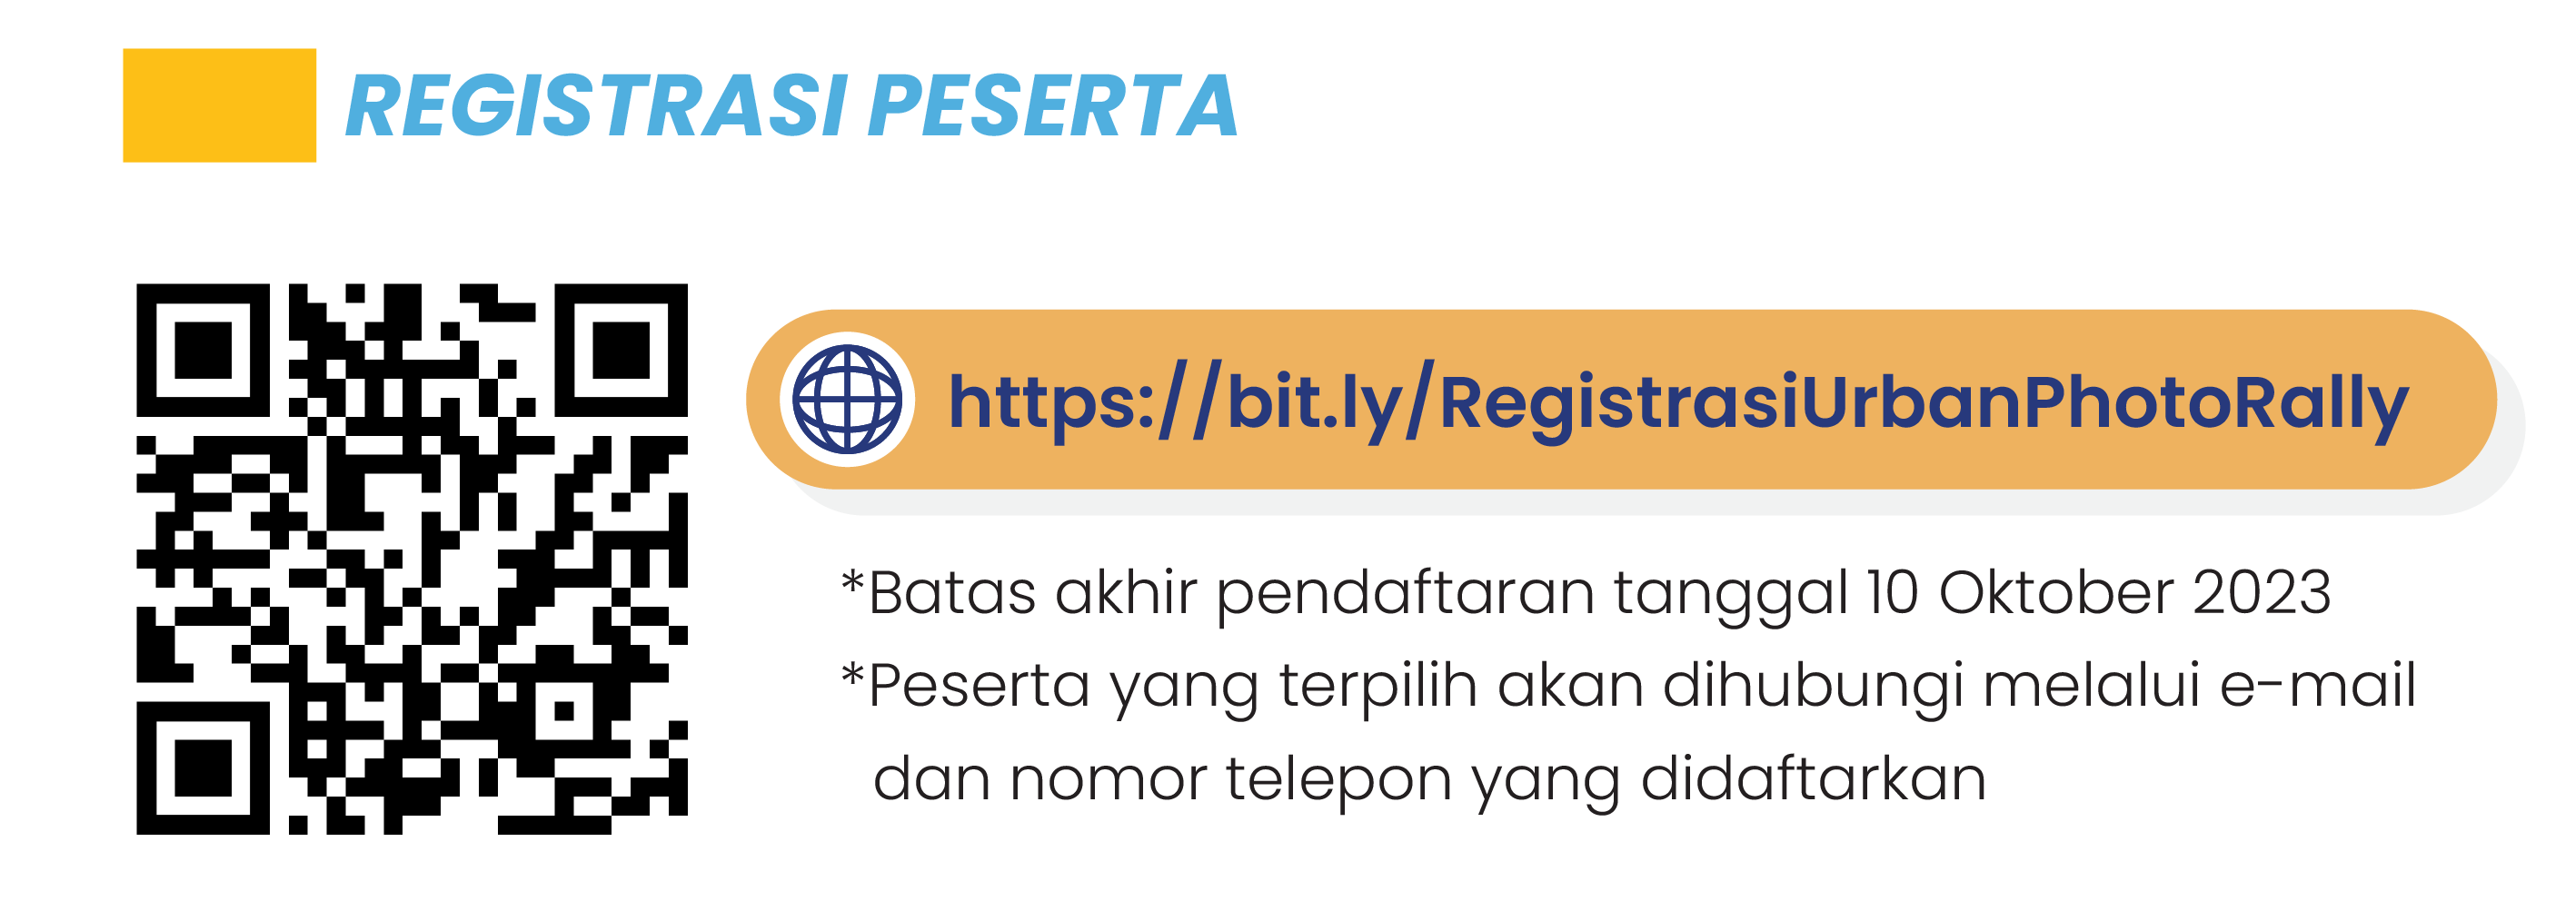 REGISTRASI PESERTA
https://bit.ly/RegistrasiUrbanPhotoRally
*Batas akhir pendaftaran tanggal 10 Oktober 2023
*Peserta yang terpilih akan dihubungi melalui e-mail
dan nomor telepon yang didaftarkan